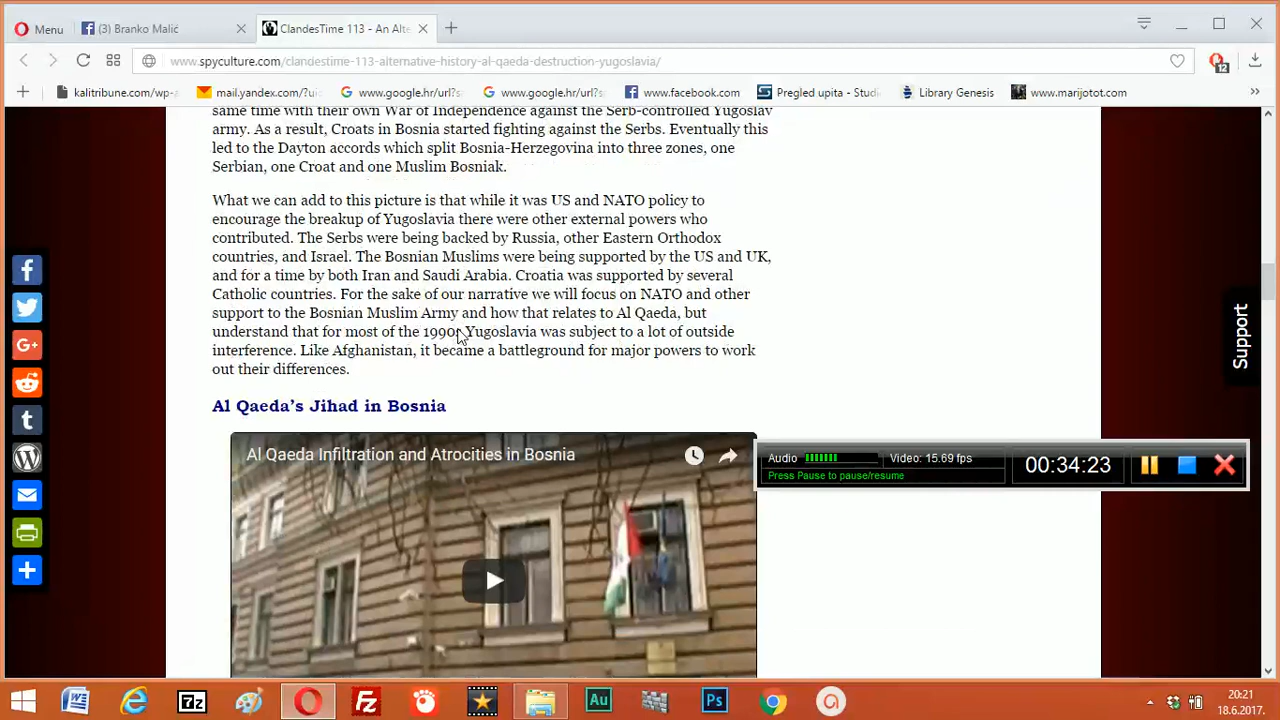 Menu
(3) Branko Malić
ClandesTime 113 - An Alte
www.spyculture.com/clandestime-113-alternative-history-al-qaeda-destruction-yugoslavia/
12
kalitribune.com/wp-
mail.yandex.com/?ui
www.google.hr/url?s
www.google.hr/url?s
www.facebook.com
Pregled upita - Studi
Library Genesis
www.marijotot.com
same time with their own War of Independence against the Serb-controlled Yugoslav
army. As a result, Croats in Bosnia started fighting against the Serbs. Eventually this
led to the Dayton accords which split Bosnia-Herzegovina into three zones, one
Serbian, one Croat and one Muslim Bosniak.
What we can add to this picture is that while it was US and NATO policy to
encourage the breakup of Yugoslavia there were other external powers who
contributed. The Serbs were being backed by Russia, other Eastern Orthodox
countries, and Israel. The Bosnian Muslims were being supported by the US and UK,
and for a time by both Iran and Saudi Arabia. Croatia was supported by several
Catholic countries. For the sake of our narrative we will focus on NATO and other
support to the Bosnian Muslim Army and how that relates to Al Qaeda, but
understand that for most of the 1990s Yugoslavia was subject to a lot of outside
interference. Like Afghanistan, it became a battleground for major powers to work
out their differences.
Al Qaeda's Jihad in Bosnia
Al Qaeda Infiltration and Atrocities in Bosnia
Support
Audio
Video: 15.69 fps
Press Pause to pause/resume
00:34:23
20:21
18.6.2017.